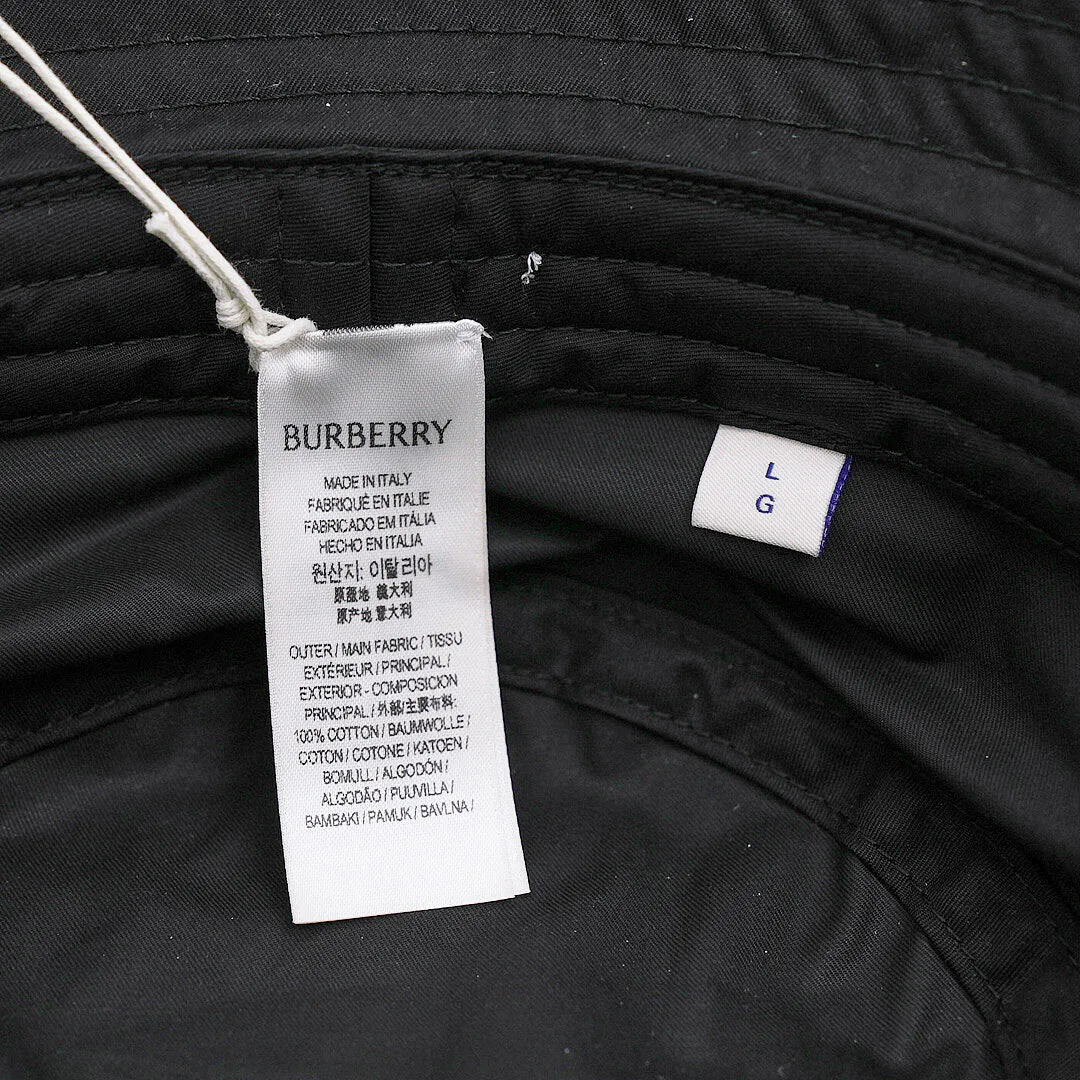 BURBERRY
MADE IN ITALY
FABRIQUÉ EN ITALIE
FABRICADO EM ITÁLIA
HECHO EN ITALIA
원산지: 이탈리아
原產地 義大利
原产地 意大利
OUTER / MAIN FABRIC / TISSU
EXTÉRIEUR / PRINCIPAL /
EXTERIOR - COMPOSICION
PRINCIPAL / 外部/主要布料:
100% COTTON / BAUMWOLLE /
COTON / COTONE / KATOEN /
BOMULL / ALGODÓN /
ALGODÃO / PUUVILLA /
BAMBAKI / PAMUK / BAVLNA /
L
G